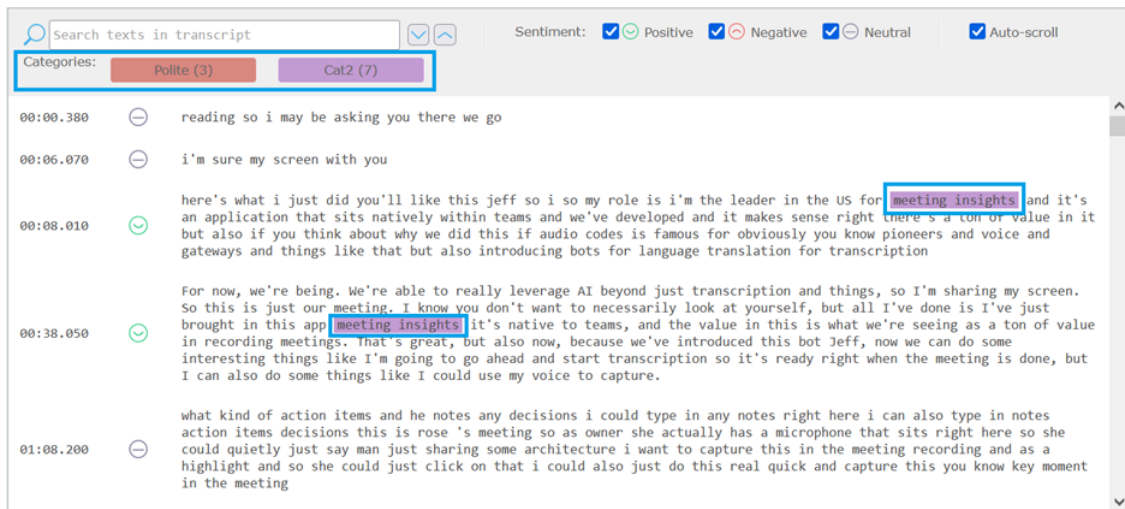 Search texts in transcript
Sentiment: Positive Negative Neutral Auto-scroll
Categories: Polite (3) Cat2 (7)
00:00.380 reading so i may be asking you there we go
00:06.070 i'm sure my screen with you
here's what i just did you'll like this jeff so i so my role is i'm the leader in the US for meeting insights and it's
an application that sits natively within teams and we've developed and it makes sense right there's a ton of value in it
00:08.010 but also if you think about why we did this if audio codes is famous for obviously you know pioneers and voice and
gateways and things like that but also introducing bots for language translation for transcription
For now, we're being. We're able to really leverage AI beyond just transcription and things, so I'm sharing my screen.
So this is just our meeting. I know you don't want to necessarily look at yourself, but all I've done is I've just
00:38.050 brought in this app meeting insights it's native to teams, and the value in this is what we're seeing as a ton of value
in recording meetings. That's great, but also now, because we've introduced this bot Jeff, now we can do some
interesting things like I'm going to go ahead and start transcription so it's ready right when the meeting is done, but
I can also do some things like I could use my voice to capture.
what kind of action items and he notes any decisions i could type in any notes right here i can also type in notes
action items decisions this is rose 's meeting so as owner she actually has a microphone that sits right here so she
01:08.200 could quietly just say man just sharing some architecture i want to capture this in the meeting recording and as a
highlight and so she could just click on that i could also just do this real quick and capture this you know key moment
in the meeting